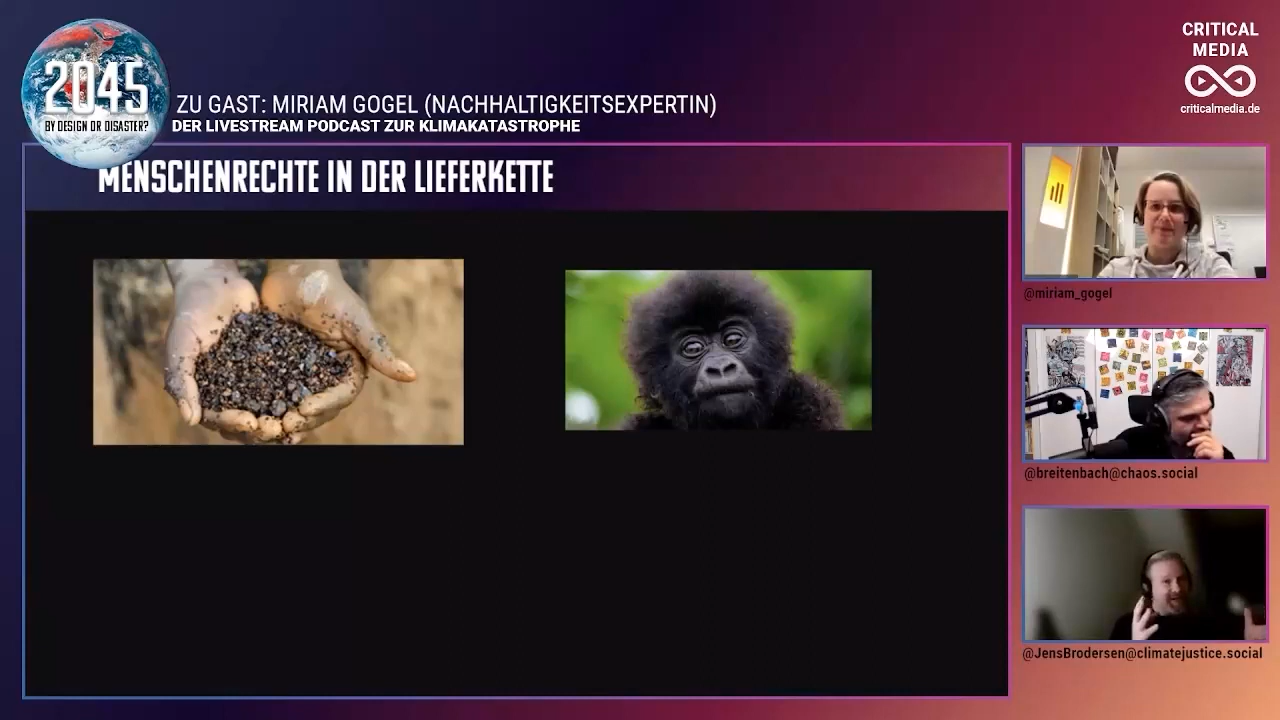 2045
BY DESIGN OR DISASTER?
ZU GAST: MIRIAM GOGEL (NACHHALTIGKEITSEXPERTIN)
DER LIVESTREAM PODCAST ZUR KLIMAKATASTROPHE
CRITICAL
MEDIA
criticalmedia.de
MENSCHENRECHTE IN DER LIEFERKETTE
@miriam_gogel
@breitenbach@chaos.social
@JensBrodersen@climatejustice.social